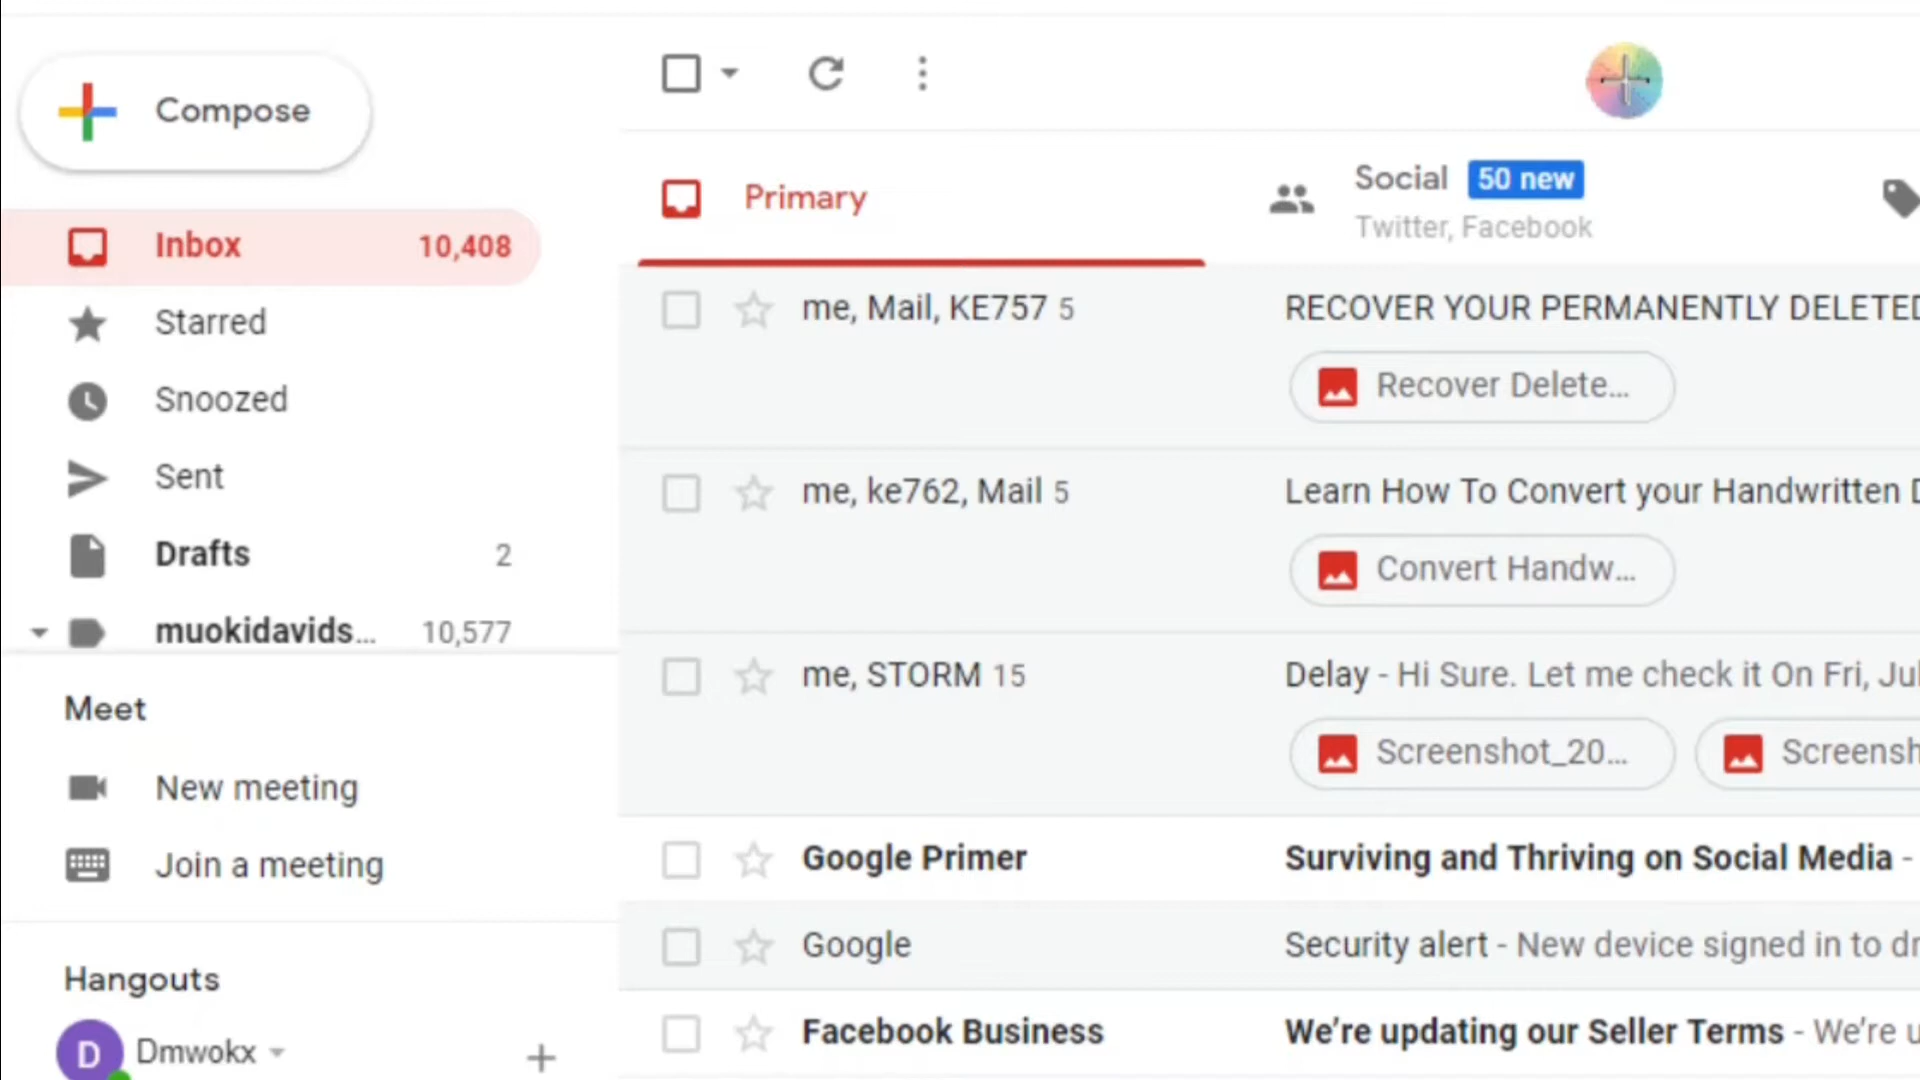 Compose
Inbox 10,408
Starred
Snoozed
Sent
Drafts 2
muokidavids... 10,577
Meet
New meeting
Join a meeting
Hangouts
D Dmwokx
Primary
Social 50 new
Twitter, Facebook
me, Mail, KE757 5 RECOVER YOUR PERMANENTLY DELETED
Recover Delete...
me, ke762, Mail 5 Learn How To Convert your Handwritten D
Convert Handw...
me, STORM 15 Delay - Hi Sure. Let me check it On Fri, Jul
Screenshot_20... Screensh
Google Primer Surviving and Thriving on Social Media -
Google Security alert - New device signed in to dr
Facebook Business We’re updating our Seller Terms - We’re u